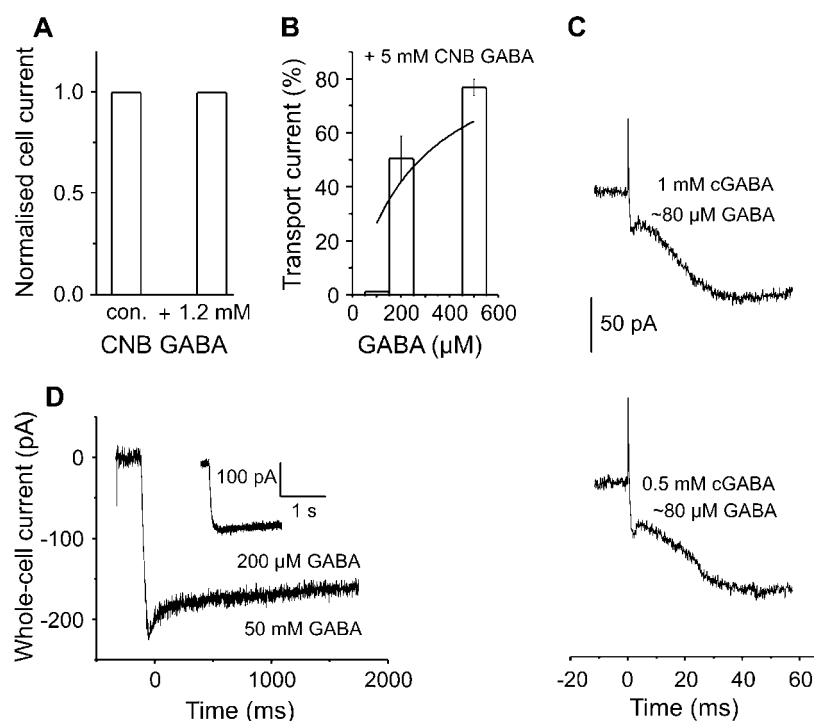 A
Normalised cell current
1.0
0.5
0.0
con. + 1.2 mM
CNB GABA
B
+ 5 mM CNB GABA
Transport current (%)
80
60
40
20
0
200 400 600
GABA (µM)
C
1 mM cGABA
~80 µM GABA
50 pA
0.5 mM cGABA
~80 µM GABA
-20 0 20 40 60
Time (ms)
D
Whole-cell current (pA)
0
-100
-200
100 pA
1 s
200 µM GABA
50 mM GABA
0 1000 2000
Time (ms)